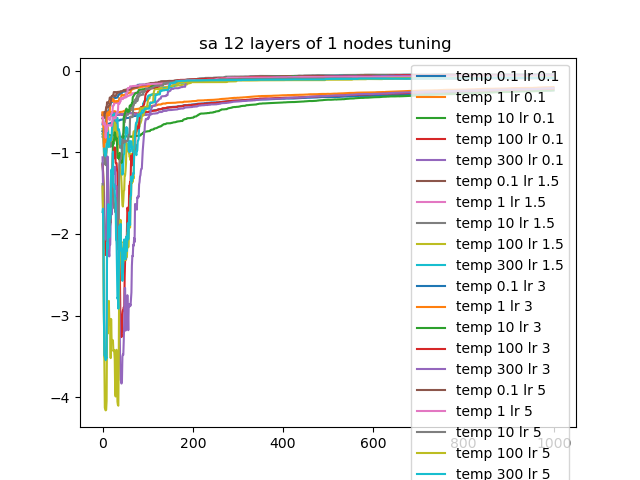 sa 12 layers of 1 nodes tuning
0
−1
−2
−3
−4
0
200
400
600
800
1000
temp 0.1 lr 0.1
temp 1 lr 0.1
temp 10 lr 0.1
temp 100 lr 0.1
temp 300 lr 0.1
temp 0.1 lr 1.5
temp 1 lr 1.5
temp 10 lr 1.5
temp 100 lr 1.5
temp 300 lr 1.5
temp 0.1 lr 3
temp 1 lr 3
temp 10 lr 3
temp 100 lr 3
temp 300 lr 3
temp 0.1 lr 5
temp 1 lr 5
temp 10 lr 5
temp 100 lr 5
temp 300 lr 5